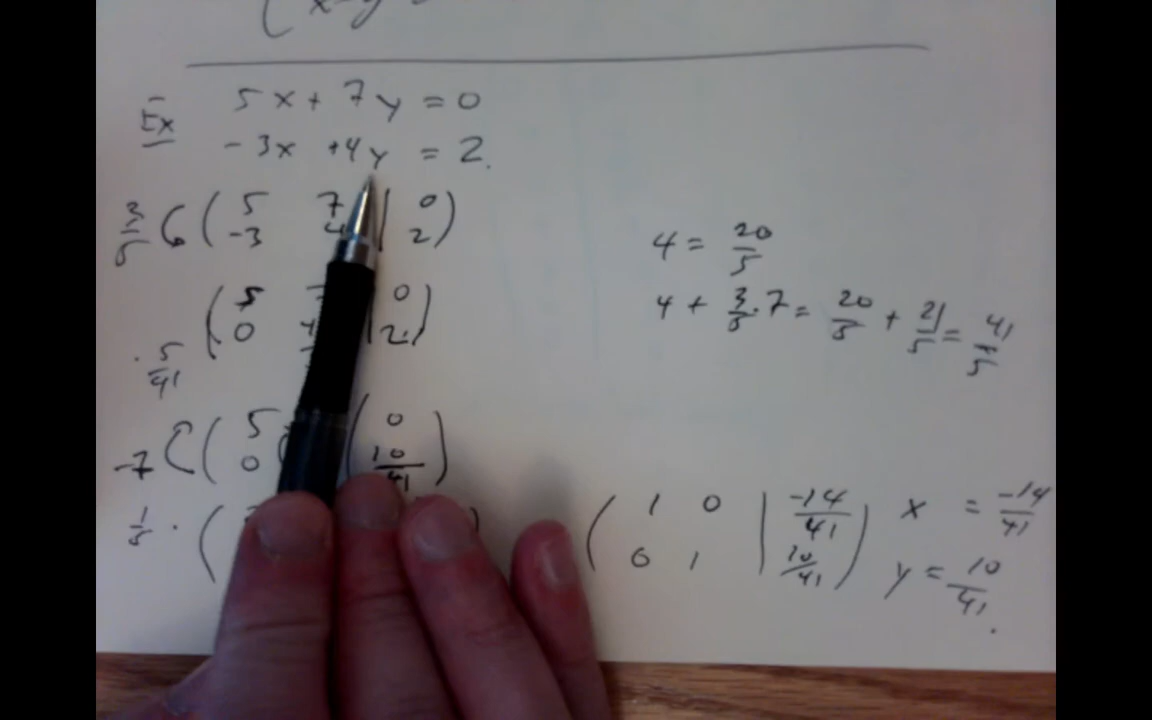 x-y
Ex 5x + 7y = 0
-3x +4y = 2.
3/5 ( 5 7 | 0 )
( -3 4 | 2 )
4 = 20/5
4 + 3/5 · 7 = 20/5 + 21/5 = 41/5
( 5 0 )
( 0 2 )
· 5/41
-7 ( 5 | 0 )
( 0 | 10/41 )
1/5 · (
( 1 0 | -14/41 ) x = -14/41
( 0 1 | 10/41 ) y = 10/41.